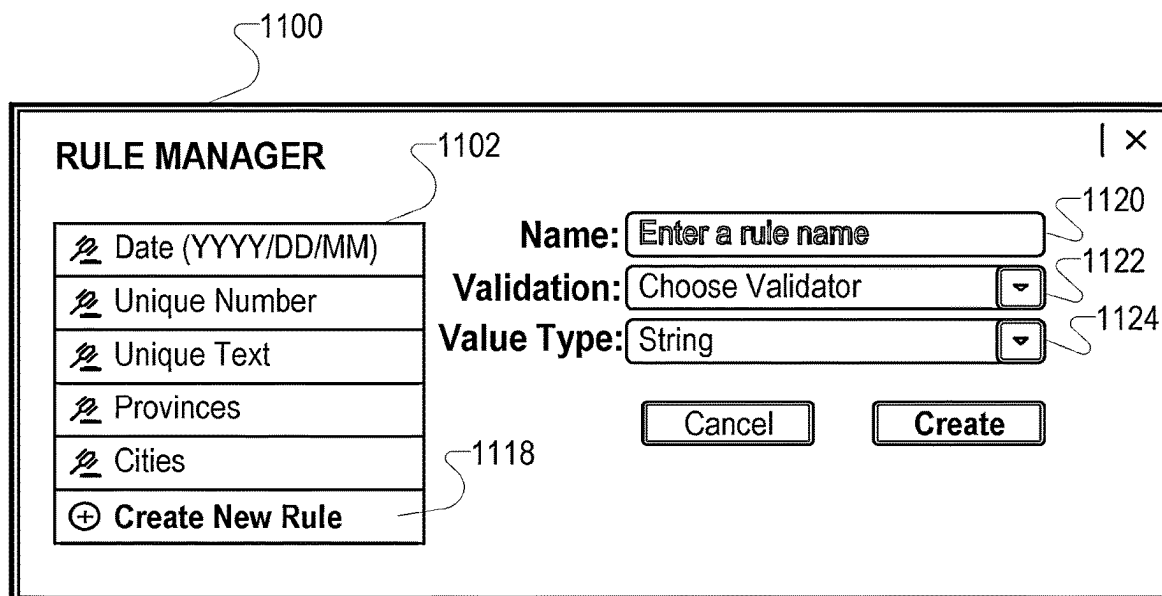 1100
RULE MANAGER
1102
| ×
Date (YYYY/DD/MM)
Unique Number
Unique Text
Provinces
Cities
Create New Rule
1118
Name: Enter a rule name
1120
Validation: Choose Validator
1122
Value Type: String
1124
Cancel Create